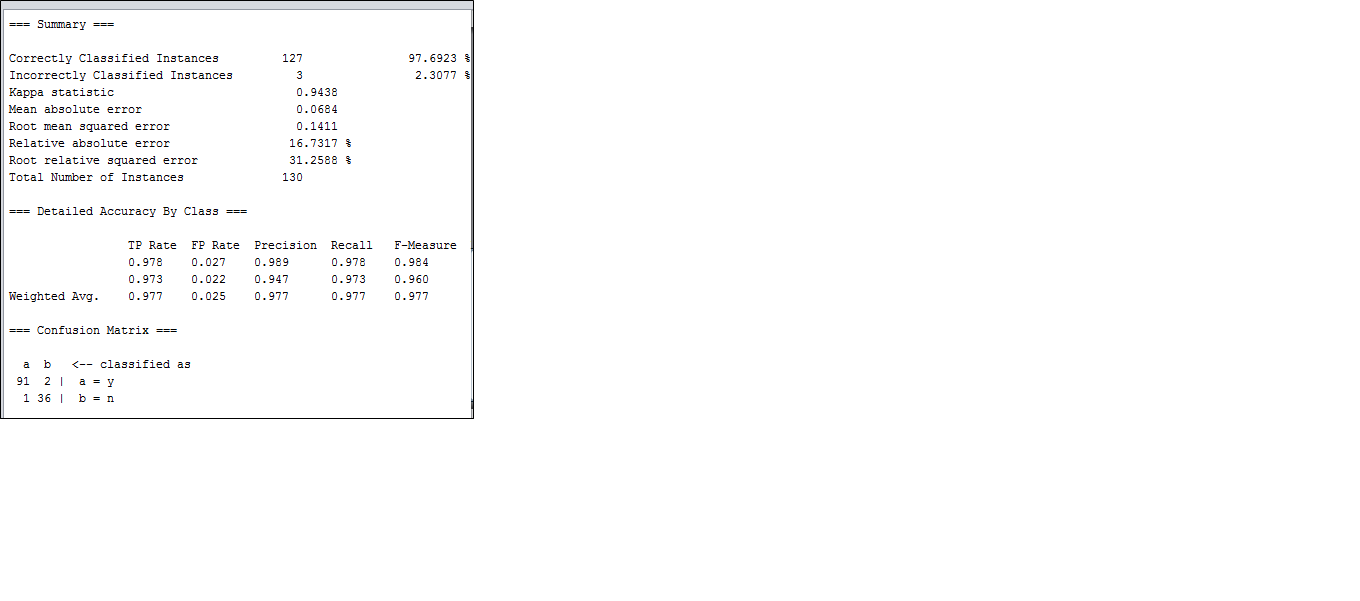 === Summary ===
Correctly Classified Instances 127 97.6923 %
Incorrectly Classified Instances 3 2.3077 %
Kappa statistic 0.9438
Mean absolute error 0.0684
Root mean squared error 0.1411
Relative absolute error 16.7317 %
Root relative squared error 31.2588 %
Total Number of Instances 130
=== Detailed Accuracy By Class ===
TP Rate FP Rate Precision Recall F-Measure
0.978 0.027 0.989 0.978 0.984
0.973 0.022 0.947 0.973 0.960
Weighted Avg. 0.977 0.025 0.977 0.977 0.977
=== Confusion Matrix ===
a b <-- classified as
91 2 | a = y
1 36 | b = n